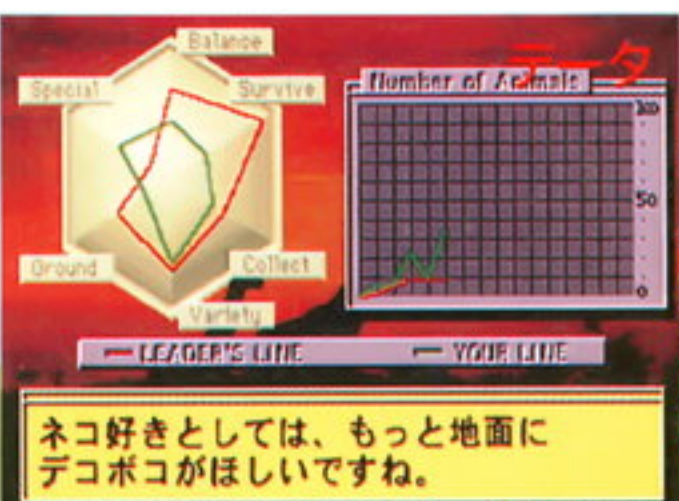 データ
Balance
Special
Survive
Ground
Collect
Variety
Number of Animals
100
50
0
LEADER'S LINE
YOUR LINE
ネコ好きとしては、もっと地面に
デコボコがほしいですね。